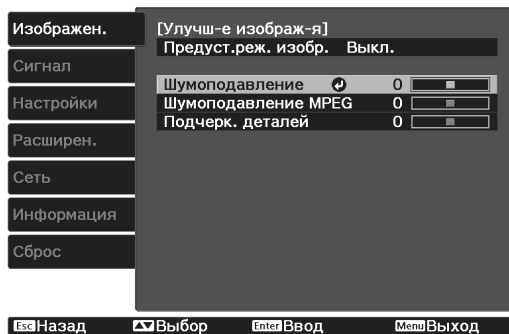 Изображен.
Сигнал
Настройки
Расширен.
Сеть
Информация
Сброс
[Улучш-е изображ-я]
Предуст.реж. изобр. Выкл.
Шумоподавление 0
Шумоподавление MPEG 0
Подчерк. деталей 0
Esc Назад Выбор Enter Ввод Menu Выход